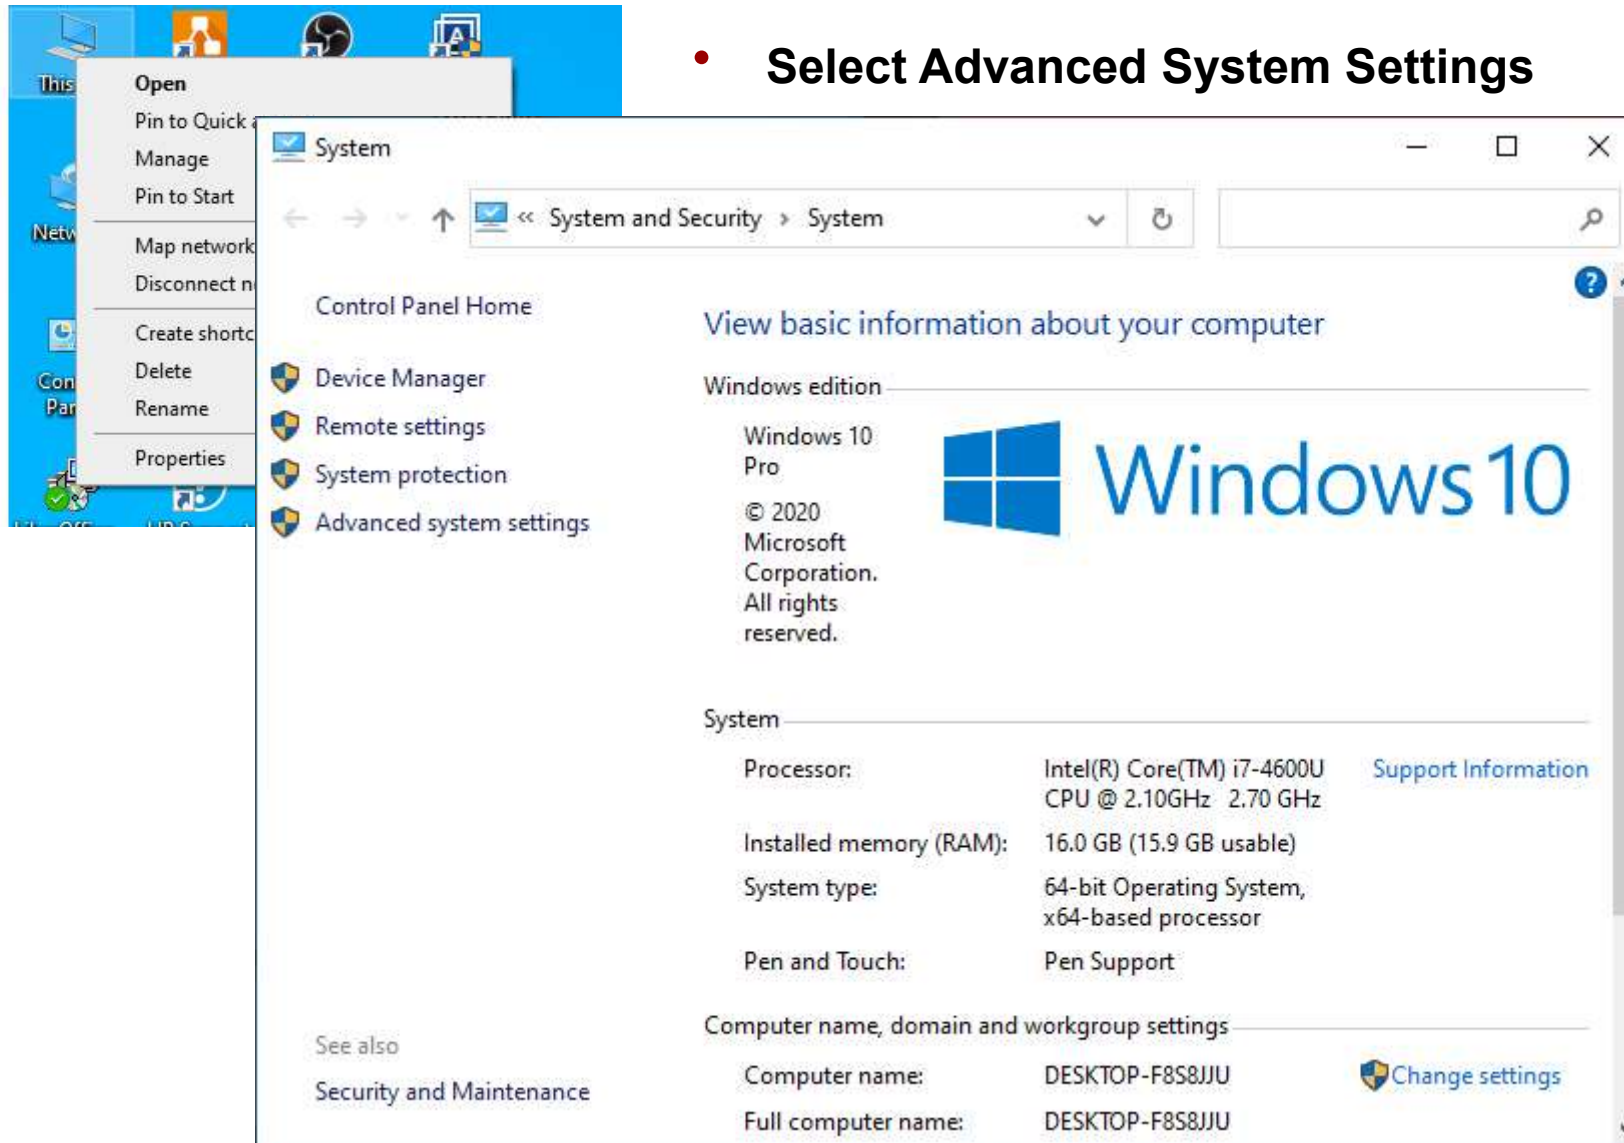 • Select Advanced System Settings
This
Open
Pin to Quick a
Manage
Pin to Start
Map network
Disconnect n
Create shortc
Delete
Rename
Properties
Netw
Con
Par
System
« System and Security › System
Control Panel Home
Device Manager
Remote settings
System protection
Advanced system settings
See also
Security and Maintenance
View basic information about your computer
Windows edition
Windows 10
Pro
© 2020
Microsoft
Corporation.
All rights
reserved.
Windows 10
System
Processor: Intel(R) Core(TM) i7-4600U Support Information
CPU @ 2.10GHz 2.70 GHz
Installed memory (RAM): 16.0 GB (15.9 GB usable)
System type: 64-bit Operating System,
x64-based processor
Pen and Touch: Pen Support
Computer name, domain and workgroup settings
Computer name: DESKTOP-F8S8JJU Change settings
Full computer name: DESKTOP-F8S8JJU